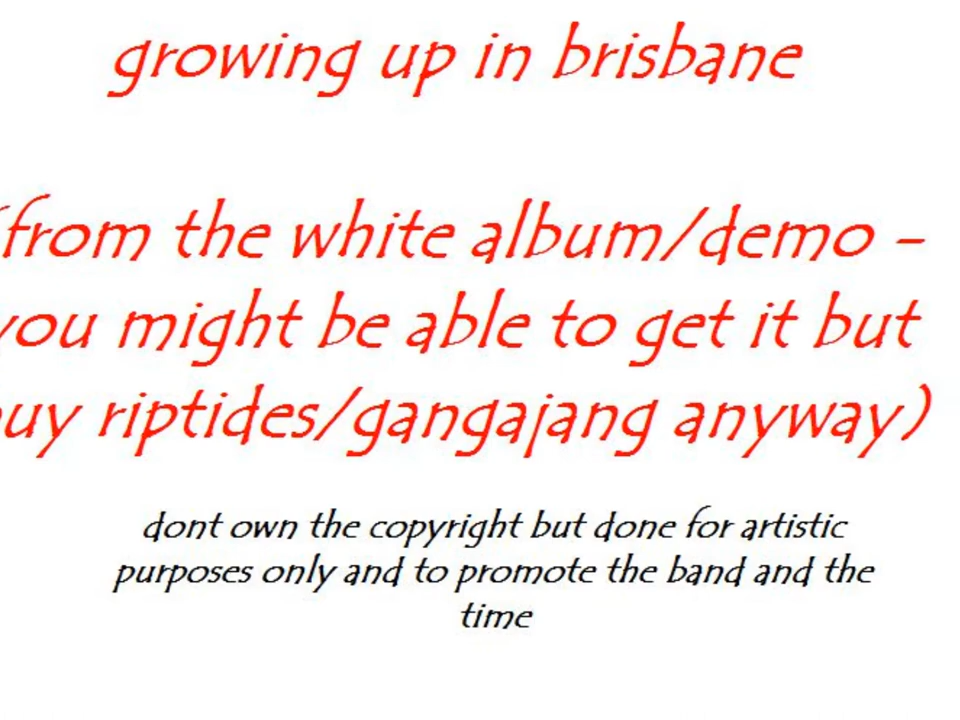 growing up in brisbane
(from the white album/demo -
you might be able to get it but
buy riptides/gangajang anyway)
dont own the copyright but done for artistic
purposes only and to promote the band and the
time